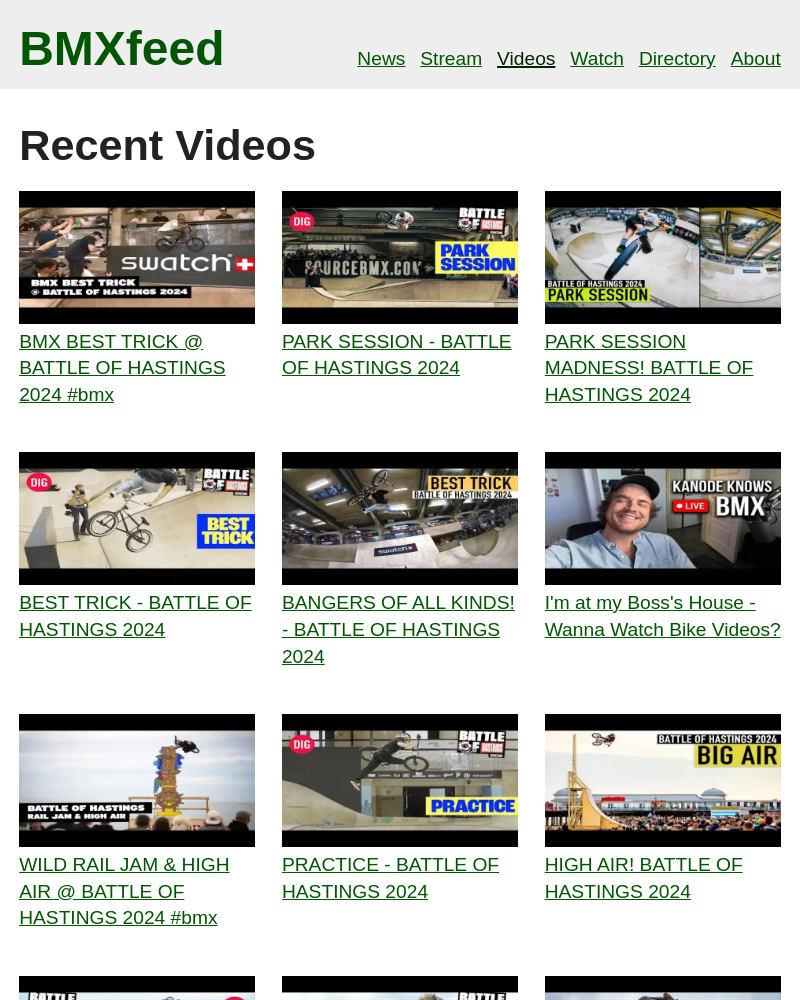 BMXfeed
News Stream Videos Watch Directory About
Recent Videos
swatch
BMX BEST TRICK
@ BATTLE OF HASTINGS 2024
BMX BEST TRICK @
BATTLE OF HASTINGS
2024 #bmx
DIG
BATTLE
OF HASTINGS
SOURCEBMX.COM
PARK
SESSION
PARK SESSION - BATTLE
OF HASTINGS 2024
BATTLE OF HASTINGS 2024
PARK SESSION
PARK SESSION
MADNESS! BATTLE OF
HASTINGS 2024
DIG
BATTLE
OF HASTINGS
BEST
TRICK
BEST TRICK - BATTLE OF
HASTINGS 2024
BEST TRICK
BATTLE OF HASTINGS 2024
swatch
BANGERS OF ALL KINDS!
- BATTLE OF HASTINGS
2024
KANODE KNOWS
LIVE BMX
I'm at my Boss's House -
Wanna Watch Bike Videos?
BATTLE OF HASTINGS
RAIL JAM & HIGH AIR
WILD RAIL JAM & HIGH
AIR @ BATTLE OF
HASTINGS 2024 #bmx
DIG
BATTLE
OF HASTINGS
PRACTICE
PRACTICE - BATTLE OF
HASTINGS 2024
BATTLE OF HASTINGS 2024
BIG AIR
HIGH AIR! BATTLE OF
HASTINGS 2024
BATTLE
BATTLE